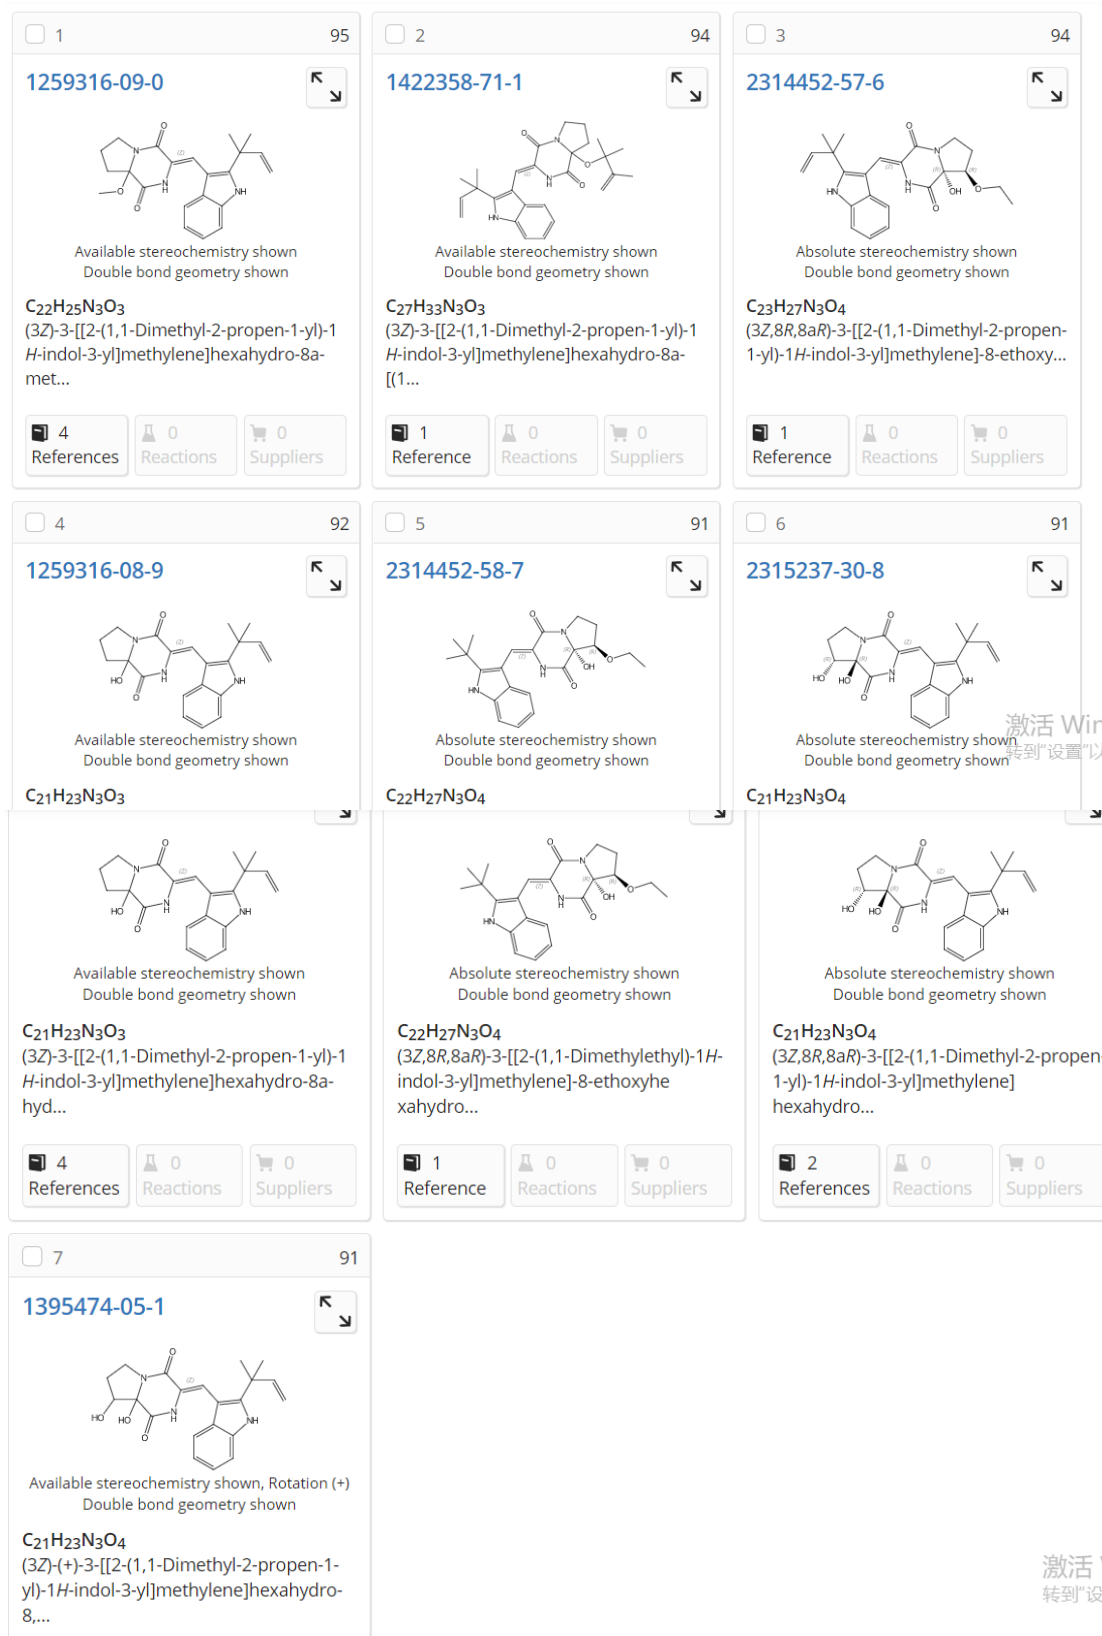 1 95
1259316-09-0
Available stereochemistry shown
Double bond geometry shown
C22H25N3O3
(3Z)-3-[[2-(1,1-Dimethyl-2-propen-1-yl)-1
H-indol-3-yl]methylene]hexahydro-8a-
met...
4
References
0
Reactions
0
Suppliers
2 94
1422358-71-1
Available stereochemistry shown
Double bond geometry shown
C27H33N3O3
(3Z)-3-[[2-(1,1-Dimethyl-2-propen-1-yl)-1
H-indol-3-yl]methylene]hexahydro-8a-
[(1...
1
Reference
0
Reactions
0
Suppliers
3 94
2314452-57-6
Absolute stereochemistry shown
Double bond geometry shown
C23H27N3O4
(3Z,8R,8aR)-3-[[2-(1,1-Dimethyl-2-propen-
1-yl)-1H-indol-3-yl]methylene]-8-ethoxy...
1
Reference
0
Reactions
0
Suppliers
4 92
1259316-08-9
Available stereochemistry shown
Double bond geometry shown
C21H23N3O3
5 91
2314452-58-7
Absolute stereochemistry shown
Double bond geometry shown
C22H27N3O4
6 91
2315237-30-8
Absolute stereochemistry shown
Double bond geometry shown
C21H23N3O4
激活 Win
转到"设置"以
Available stereochemistry shown
Double bond geometry shown
C21H23N3O3
(3Z)-3-[[2-(1,1-Dimethyl-2-propen-1-yl)-1
H-indol-3-yl]methylene]hexahydro-8a-
hyd...
4
References
0
Reactions
0
Suppliers
Absolute stereochemistry shown
Double bond geometry shown
C22H27N3O4
(3Z,8R,8aR)-3-[[2-(1,1-Dimethylethyl)-1H-
indol-3-yl]methylene]-8-ethoxyhe
xahydro...
1
Reference
0
Reactions
0
Suppliers
Absolute stereochemistry shown
Double bond geometry shown
C21H23N3O4
(3Z,8R,8aR)-3-[[2-(1,1-Dimethyl-2-propen-
1-yl)-1H-indol-3-yl]methylene]
hexahydro...
2
References
0
Reactions
0
Suppliers
7 91
1395474-05-1
Available stereochemistry shown, Rotation (+)
Double bond geometry shown
C21H23N3O4
(3Z)-(+)-3-[[2-(1,1-Dimethyl-2-propen-1-
yl)-1H-indol-3-yl]methylene]hexahydro-
8,...
激活
转到"设